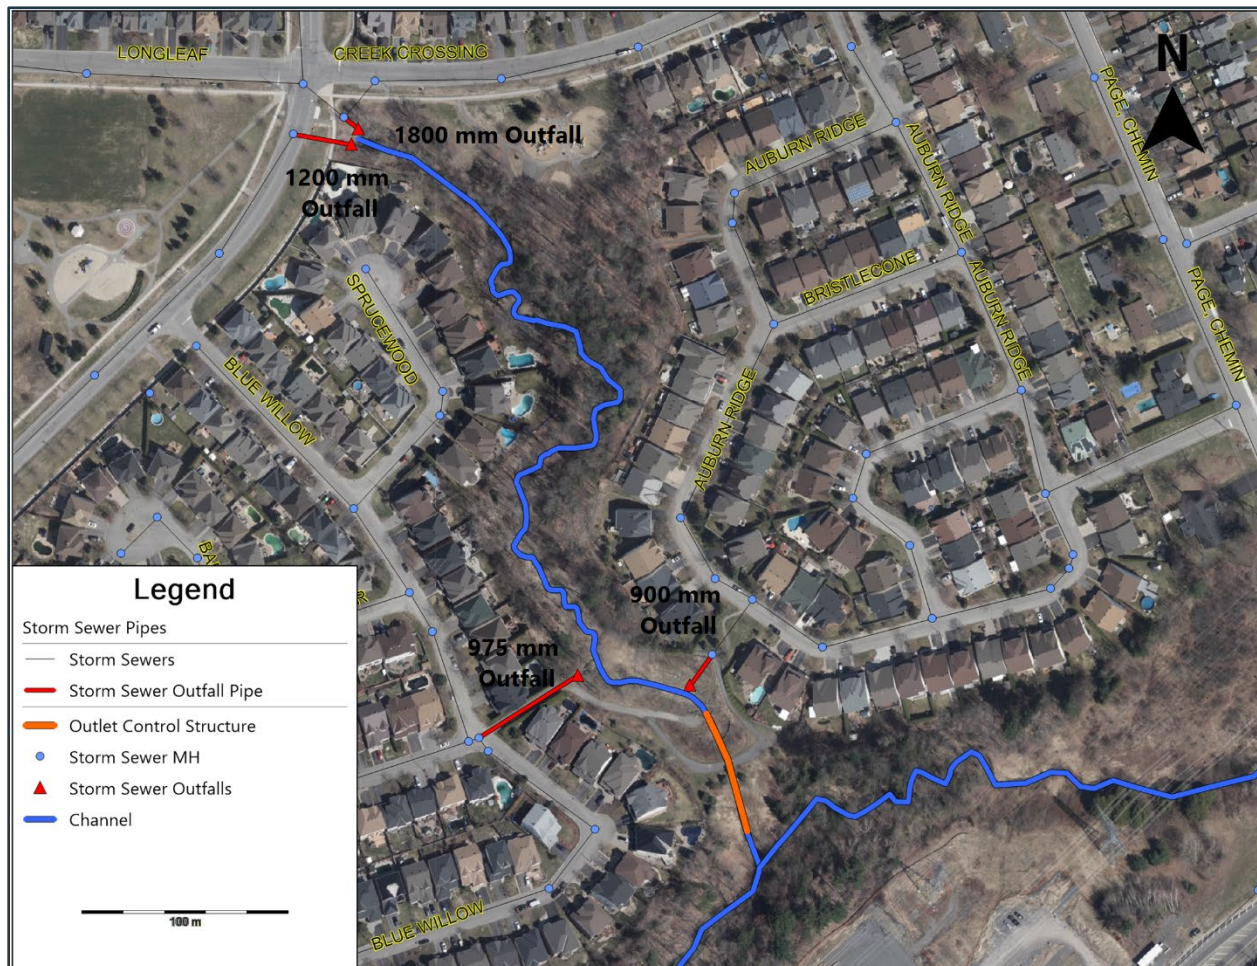 LONGLEAF
CREEK CROSSING
N
PAGE, CHEMIN
1800 mm Outfall
AUBURN RIDGE
AUBURN RIDGE
1200 mm
Outfall
SPRUCEWOOD
BRISTLECONE
AUBURN RIDGE
PAGE, CHEMIN
BLUE WILLOW
AUBURN RIDGE
900 mm
Outfall
975 mm
Outfall
BLUE WILLOW
Legend
Storm Sewer Pipes
Storm Sewers
Storm Sewer Outfall Pipe
Outlet Control Structure
Storm Sewer MH
Storm Sewer Outfalls
Channel
100 m